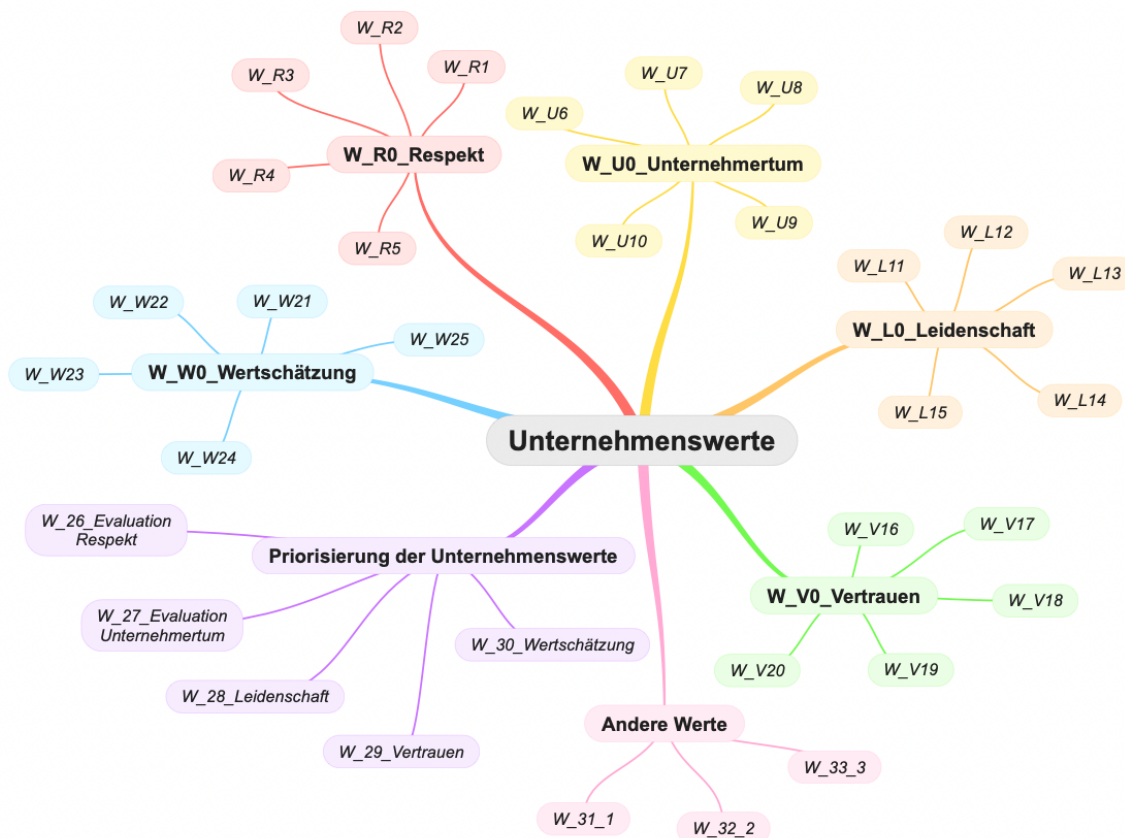 W_R2
W_R1
W_R3
W_R0_Respekt
W_R4
W_R5
W_U7
W_U8
W_U6
W_U0_Unternehmertum
W_U9
W_U10
W_L12
W_L11
W_L13
W_L0_Leidenschaft
W_L14
W_L15
W_W22
W_W21
W_W25
W_W0_Wertschätzung
W_W23
W_W24
Unternehmenswerte
W_26_Evaluation
Respekt
Priorisierung der Unternehmenswerte
W_27_Evaluation
Unternehmertum
W_30_Wertschätzung
W_28_Leidenschaft
W_29_Vertrauen
W_V16
W_V17
W_V0_Vertrauen
W_V18
W_V19
W_V20
Andere Werte
W_33_3
W_31_1
W_32_2